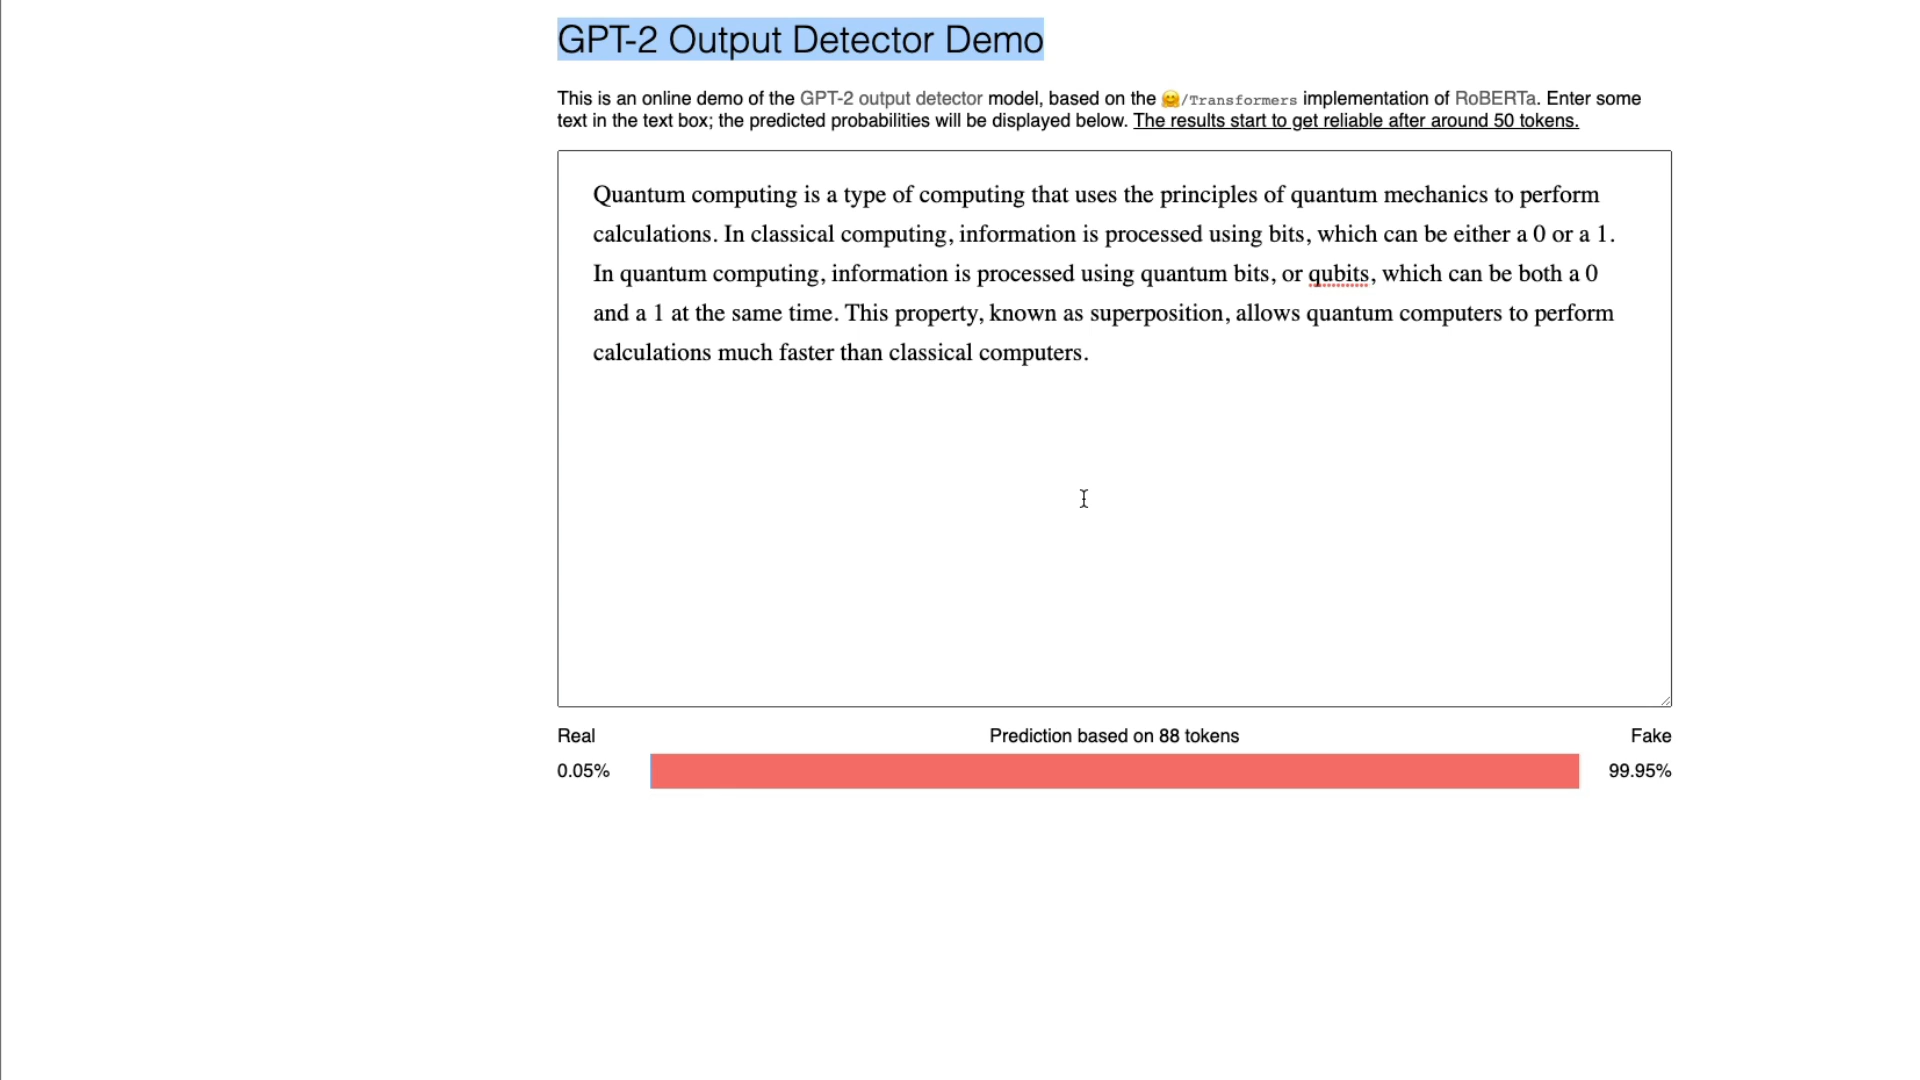 GPT-2 Output Detector Demo
This is an online demo of the GPT-2 output detector model, based on the 🤗/Transformers implementation of RoBERTa. Enter some
text in the text box; the predicted probabilities will be displayed below. The results start to get reliable after around 50 tokens.
Quantum computing is a type of computing that uses the principles of quantum mechanics to perform
calculations. In classical computing, information is processed using bits, which can be either a 0 or a 1.
In quantum computing, information is processed using quantum bits, or qubits, which can be both a 0
and a 1 at the same time. This property, known as superposition, allows quantum computers to perform
calculations much faster than classical computers.
Real Prediction based on 88 tokens Fake
0.05% 99.95%